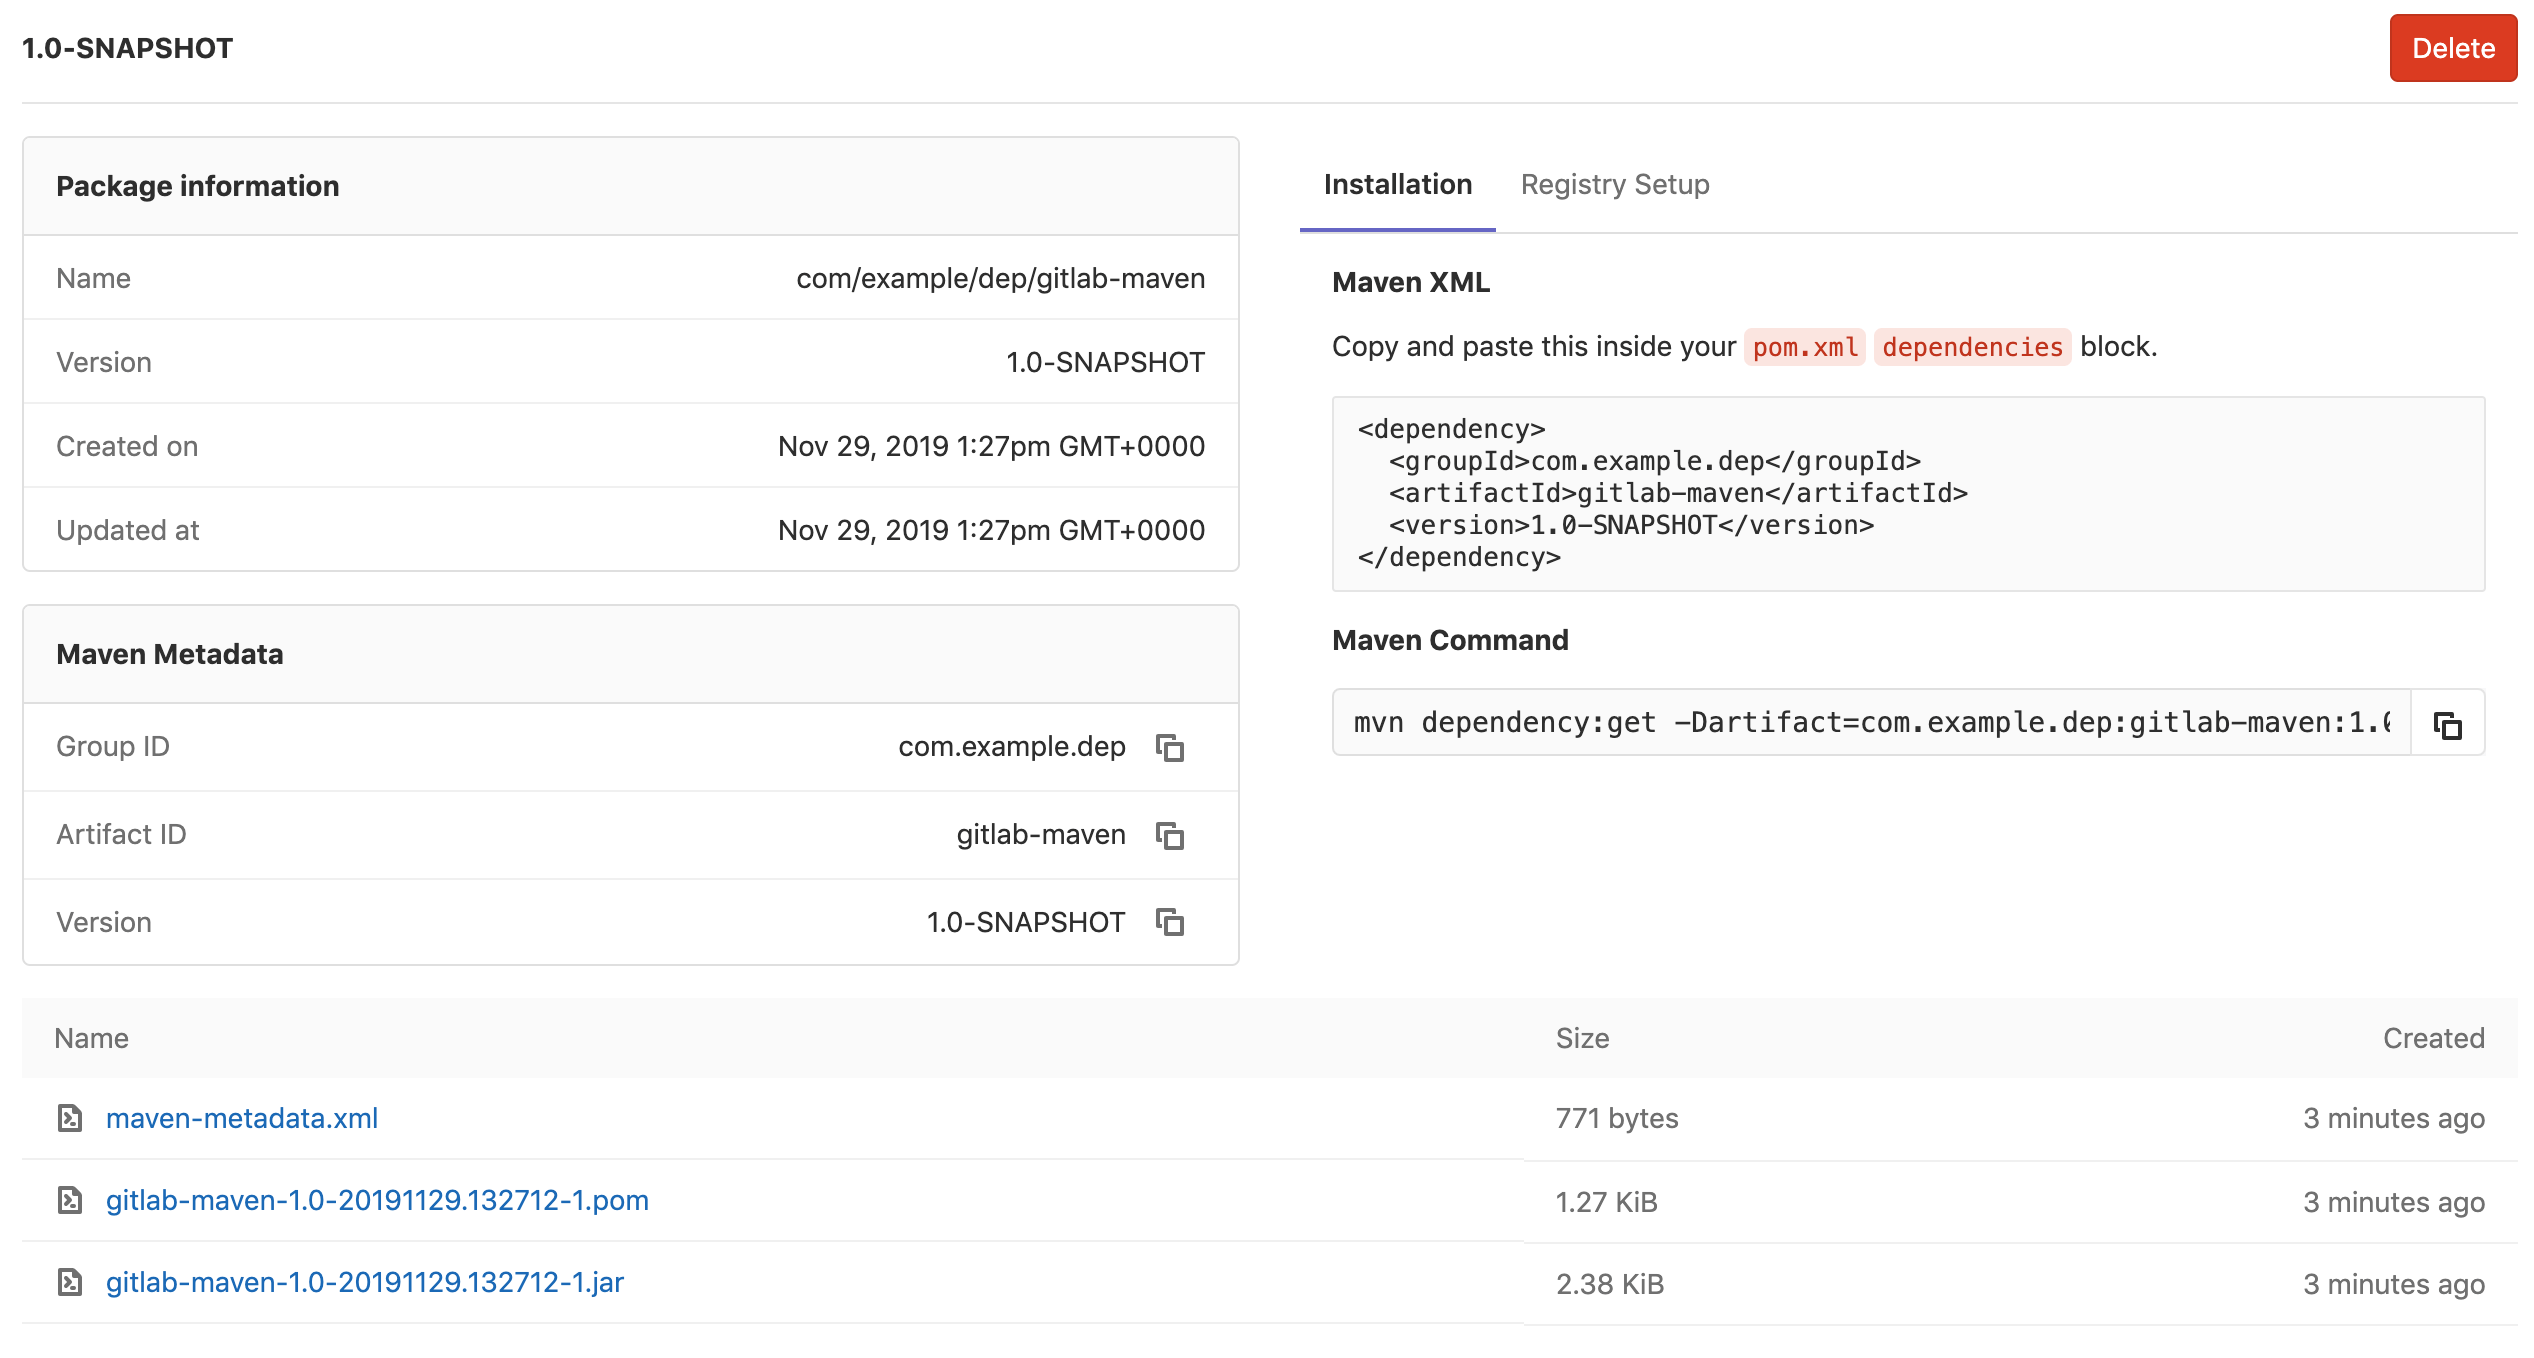 1.0-SNAPSHOT
Delete
Package information
Name com/example/dep/gitlab-maven
Version 1.0-SNAPSHOT
Created on Nov 29, 2019 1:27pm GMT+0000
Updated at Nov 29, 2019 1:27pm GMT+0000
Maven Metadata
Group ID com.example.dep
Artifact ID gitlab-maven
Version 1.0-SNAPSHOT
Installation Registry Setup
Maven XML
Copy and paste this inside your pom.xml dependencies block.
<dependency>
  <groupId>com.example.dep</groupId>
  <artifactId>gitlab-maven</artifactId>
  <version>1.0-SNAPSHOT</version>
</dependency>
Maven Command
mvn dependency:get -Dartifact=com.example.dep:gitlab-maven:1.0
Name Size Created
maven-metadata.xml 771 bytes 3 minutes ago
gitlab-maven-1.0-20191129.132712-1.pom 1.27 KiB 3 minutes ago
gitlab-maven-1.0-20191129.132712-1.jar 2.38 KiB 3 minutes ago